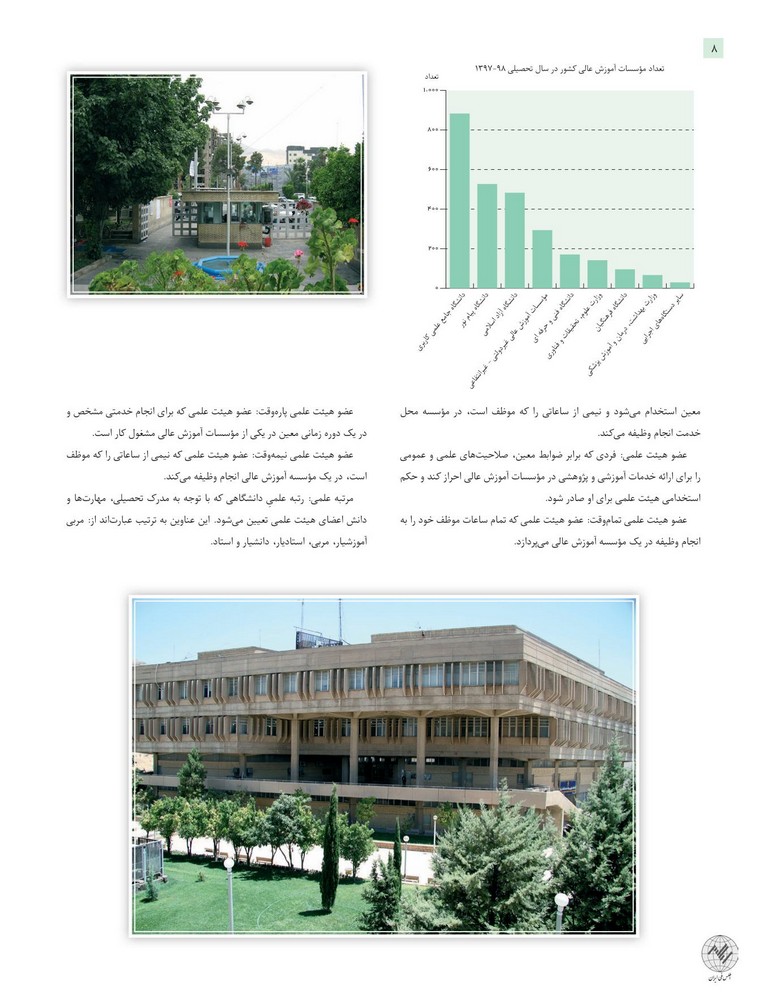 ۸
تعداد مؤسسات آموزش عالی کشور در سال تحصیلی ۹۸-۱۳۹۷
تعداد
۱،۰۰۰
۸۰۰
۶۰۰
۴۰۰
۲۰۰
۰
دانشگاه جامع علمی کاربردی
دانشگاه پیام نور
دانشگاه آزاد اسلامی
مؤسسات آموزش عالی غیردولتی - غیرانتفاعی
دانشگاه فنی و حرفه ای
وزارت علوم، تحقیقات و فناوری
دانشگاه فرهنگیان
وزارت بهداشت، درمان و آموزش پزشکی
سایر دستگاه‌های اجرایی
معین استخدام می‌شود و نیمی از ساعاتی را که موظف است، در مؤسسه محل
خدمت انجام وظیفه می‌کند.
عضو هیئت علمی: فردی که برابر ضوابط معین، صلاحیت‌های علمی و عمومی
را برای ارائه خدمات آموزشی و پژوهشی در مؤسسات آموزش عالی احراز کند و حکم
استخدامی هیئت علمی برای او صادر شود.
عضو هیئت علمی تمام‌وقت: عضو هیئت علمی که تمام ساعات موظف خود را به
انجام وظیفه در یک مؤسسه آموزش عالی می‌پردازد.
عضو هیئت علمی پاره‌وقت: عضو هیئت علمی که برای انجام خدمتی مشخص و
در یک دوره زمانی معین در یکی از مؤسسات آموزش عالی مشغول کار است.
عضو هیئت علمی نیمه‌وقت: عضو هیئت علمی که نیمی از ساعاتی را که موظف
است، در یک مؤسسه آموزش عالی انجام وظیفه می‌کند.
مرتبه علمی: رتبه علمیِ دانشگاهی که با توجه به مدرک تحصیلی، مهارت‌ها و
دانش اعضای هیئت علمی تعیین می‌شود. این عناوین به ترتیب عبارت‌اند از: مربی
آموزشیار، مربی، استادیار، دانشیار و استاد.
اطلس ملی ایران